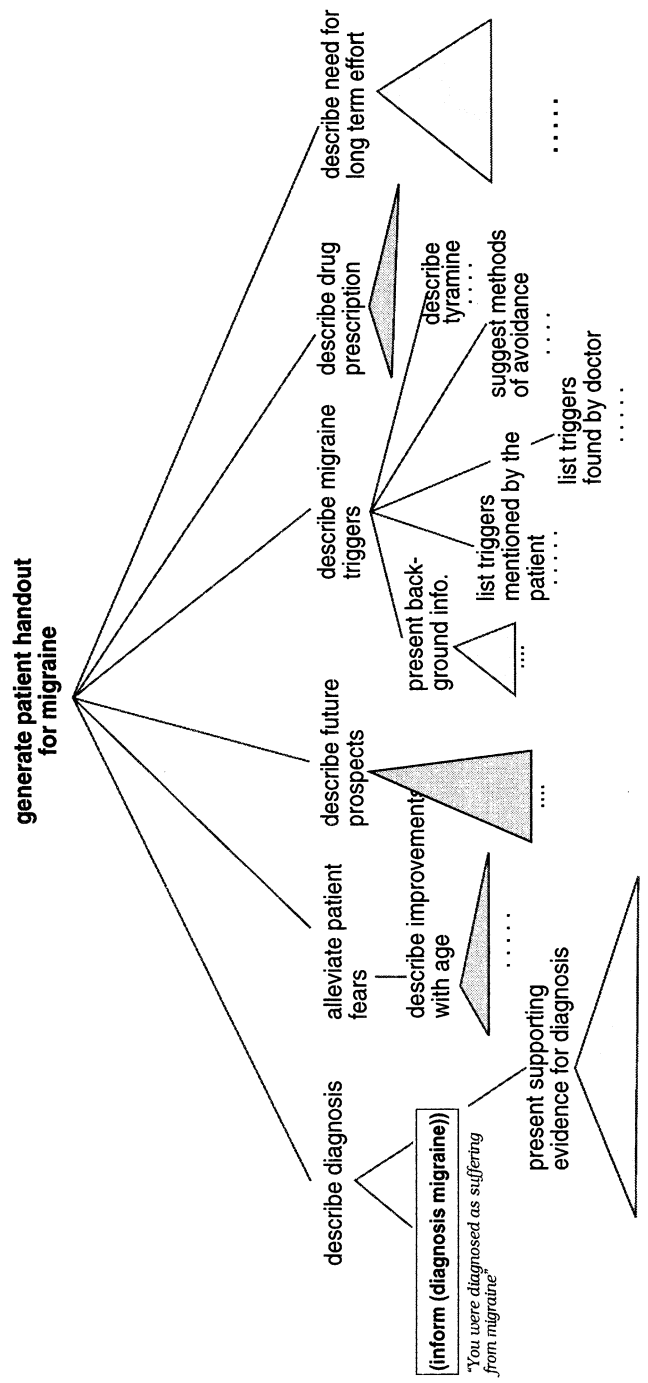 generate patient handout
for migraine
describe diagnosis
(inform (diagnosis migraine))
"You were diagnosed as suffering
from migraine"
present supporting
evidence for diagnosis
alleviate patient
fears
describe improvements
with age
.....
describe future
prospects
....
describe migraine
triggers
present back-
ground info.
....
list triggers
mentioned by the
patient
......
list triggers
found by doctor
.....
suggest methods
of avoidance
....
describe
tyramine
.....
describe drug
prescription
describe need for
long term effort
.....